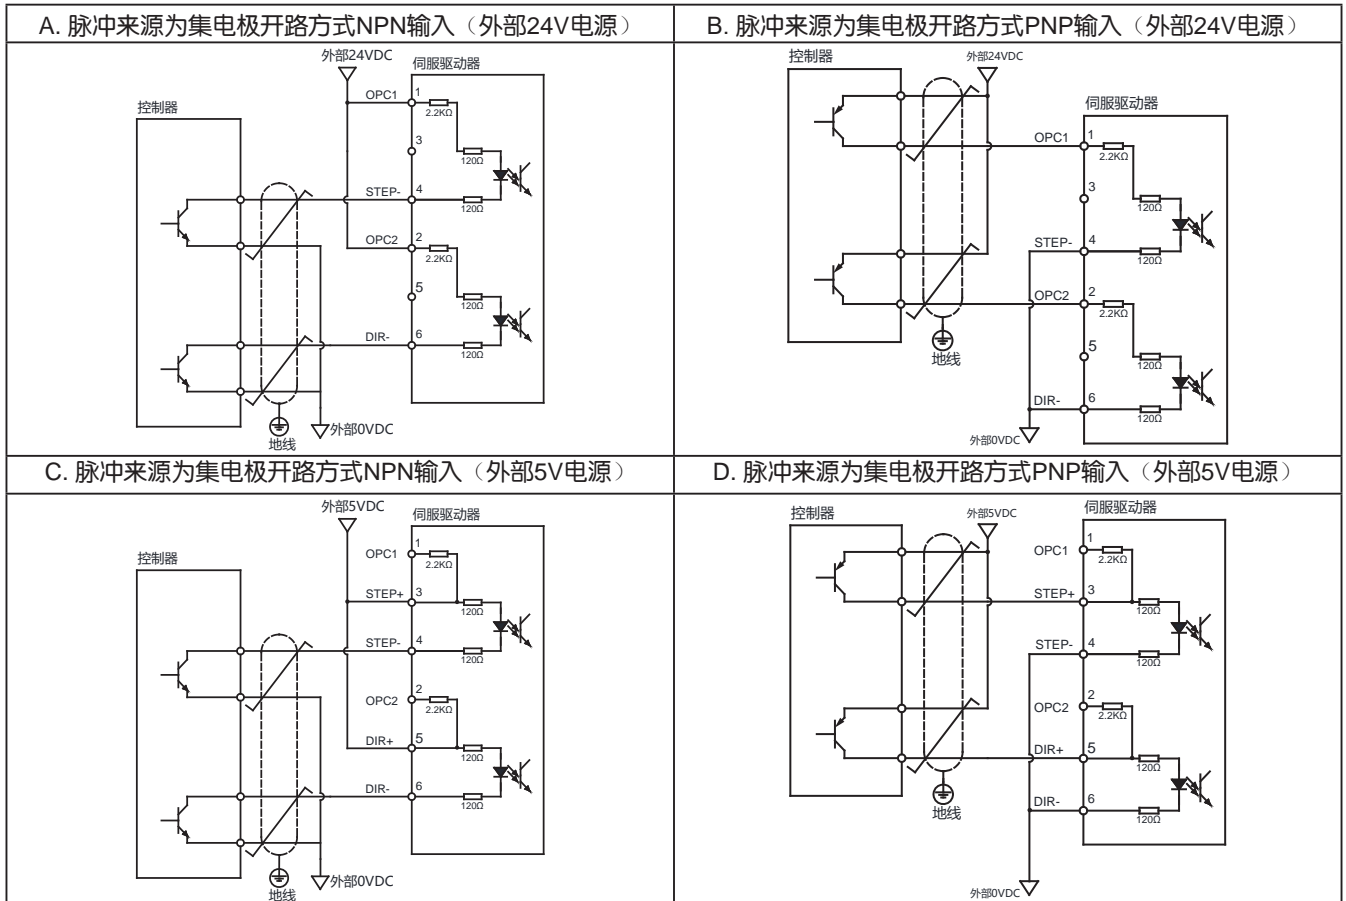 A. 脉冲来源为集电极开路方式NPN输入（外部24V电源）
外部24VDC
伺服驱动器
控制器
OPC1
1
2.2KΩ
3
120Ω
STEP-
4
120Ω
OPC2
2
2.2KΩ
5
120Ω
DIR-
6
120Ω
地线
外部0VDC
B. 脉冲来源为集电极开路方式PNP输入（外部24V电源）
控制器
外部24VDC
伺服驱动器
OPC1
1
2.2KΩ
3
120Ω
STEP-
4
120Ω
OPC2
2
2.2KΩ
5
120Ω
DIR-
6
120Ω
地线
外部0VDC
C. 脉冲来源为集电极开路方式NPN输入（外部5V电源）
外部5VDC
伺服驱动器
控制器
OPC1
1
2.2KΩ
STEP+
3
120Ω
STEP-
4
120Ω
OPC2
2
2.2KΩ
DIR+
5
120Ω
DIR-
6
120Ω
地线
外部0VDC
D. 脉冲来源为集电极开路方式PNP输入（外部5V电源）
控制器
外部5VDC
伺服驱动器
OPC1
1
2.2KΩ
STEP+
3
120Ω
STEP-
4
120Ω
OPC2
2
2.2KΩ
DIR+
5
120Ω
DIR-
6
120Ω
地线
外部0VDC